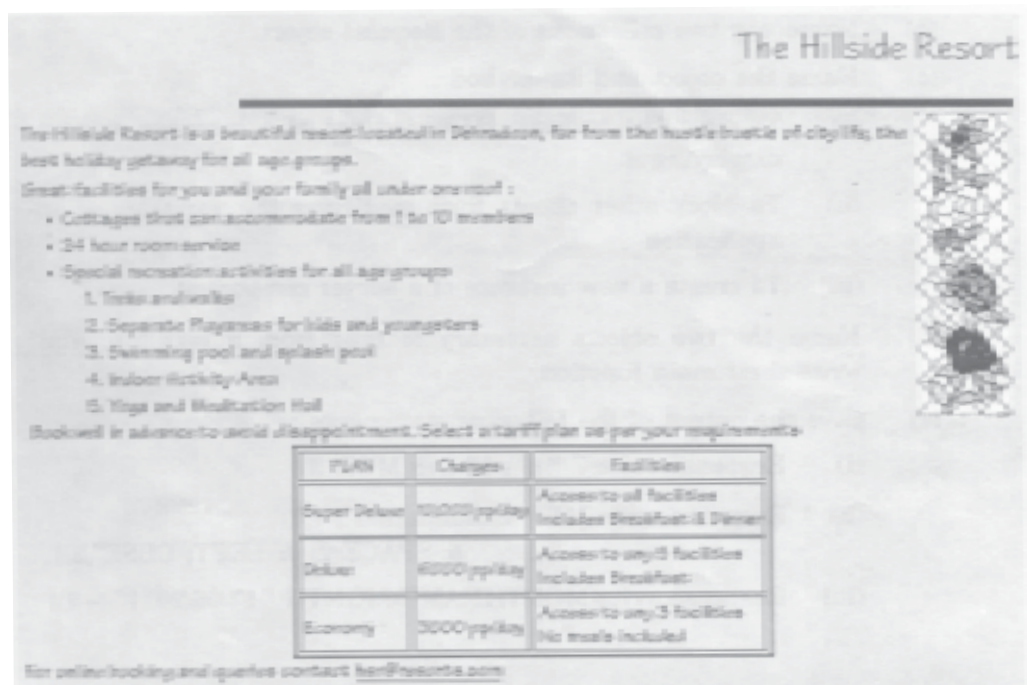 The Hillside Resort
The Hillside Resort is a beautiful resort located in Dehradoon, far from the hustle bustle of city life, the
best holiday getaway for all age groups.
Great facilities for you and your family all under one roof :
• Cottages that can accommodate from 1 to 10 members
• 24 hour room service
• Special recreation activities for all age groups
1. Treks and walks
2. Separate Playareas for kids and youngsters
3. Swimming pool and splash pool
4. Indoor Activity Area
5. Yoga and Meditation Hall
Book well in advance to avoid disappointment. Select a tariff plan as per your requirements
PLAN Charges Facilities
Super Deluxe pp/day Access to all facilities
Includes Breakfast & Dinner
Deluxe 6000 pp/day Access to any 5 facilities
Includes Breakfast
Economy 3000 pp/day Access to any 3 facilities
No meals included
For online booking and queries contact